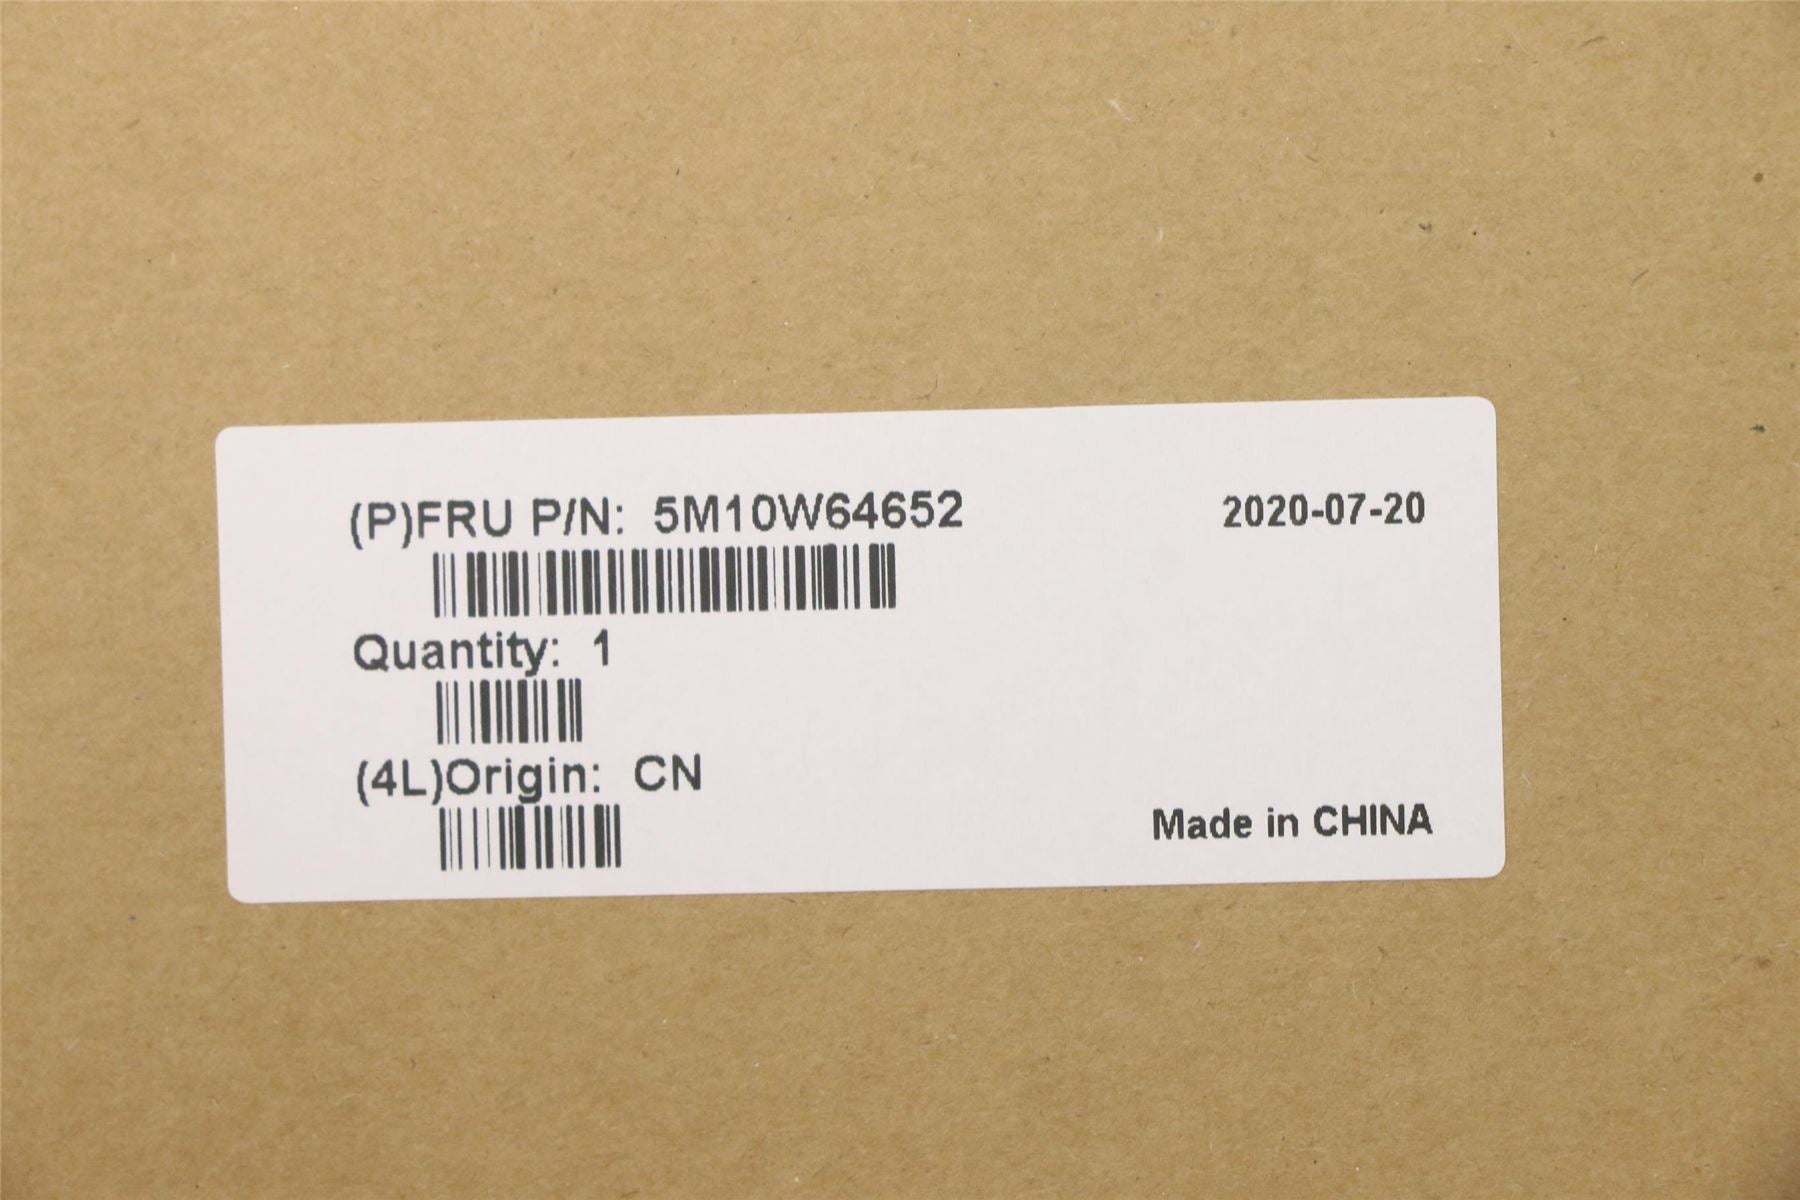 (P)FRU P/N: 5M10W64652
2020-07-20
Quantity: 1
(4L)Origin: CN
Made in CHINA